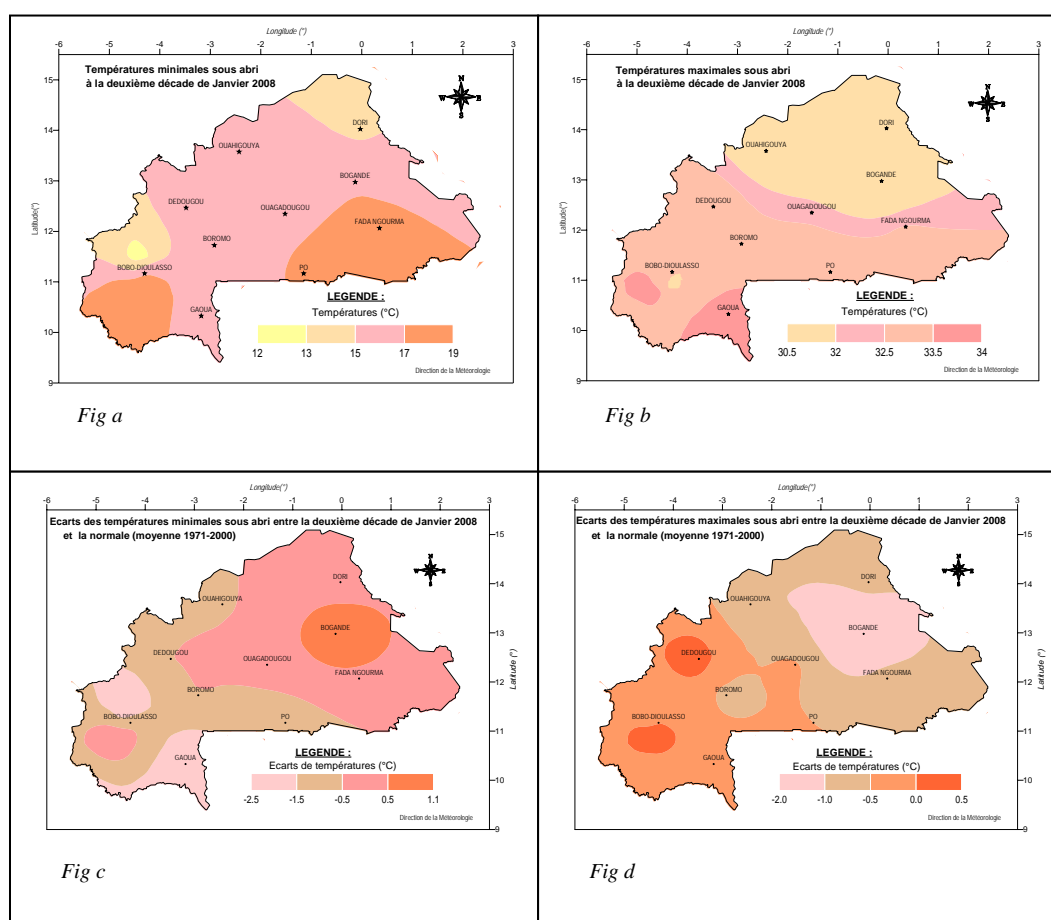 Longitude (°)
-6 -5 -4 -3 -2 -1 0 1 2 3
Températures minimales sous abri
à la deuxième décade de Janvier 2008
N
W E
S
15
14
13
12
11
10
9
Latitude(°)
DORI
OUAHIGOUYA
BOGANDE
DEDOUGOU
OUAGADOUGOU
FADA NGOURMA
BOROMO
BOBO-DIOULASSO
PO
GAOUA
LEGENDE :
Températures (°C)
12 13 15 17 19
Direction de la Météorologie
Fig a
Longitude (°)
-6 -5 -4 -3 -2 -1 0 1 2 3
Températures maximales sous abri
à la deuxième décade de Janvier 2008
N
W E
S
15
14
13
12
11
10
9
Latitude(°)
DORI
OUAHIGOUYA
BOGANDE
DEDOUGOU
OUAGADOUGOU
FADA NGOURMA
BOROMO
BOBO-DIOULASSO
PO
GAOUA
LEGENDE :
Températures (°C)
30.5 32 32.5 33.5 34
Direction de la Météorologie
Fig b
Longitude(°)
-6 -5 -4 -3 -2 -1 0 1 2 3
Ecarts des températures minimales sous abri entre la deuxième décade de Janvier 2008
et la normale (moyenne 1971-2000)
N
W E
S
15
14
13
12
11
10
9
Latitude (°)
DORI
OUAHIGOUYA
BOGANDE
DEDOUGOU
OUAGADOUGOU
FADA NGOURMA
BOROMO
BOBO-DIOULASSO
PO
GAOUA
LEGENDE :
Ecarts de températures (°C)
-2.5 -1.5 -0.5 0.5 1.1
Direction de la Météorologie
Fig c
Longitude(°)
-6 -5 -4 -3 -2 -1 0 1 2 3
Ecarts des températures maximales sous abri entre la deuxième décade de Janvier 2008
et la normale (moyenne 1971-2000)
N
W E
S
15
14
13
12
11
10
9
Latitude (°)
DORI
OUAHIGOUYA
BOGANDE
DEDOUGOU
OUAGADOUGOU
FADA NGOURMA
BOROMO
BOBO-DIOULASSO
PO
GAOUA
LEGENDE :
Ecarts de températures (°C)
-2.0 -1.0 -0.5 0.0 0.5
Direction de la Météorologie
Fig d